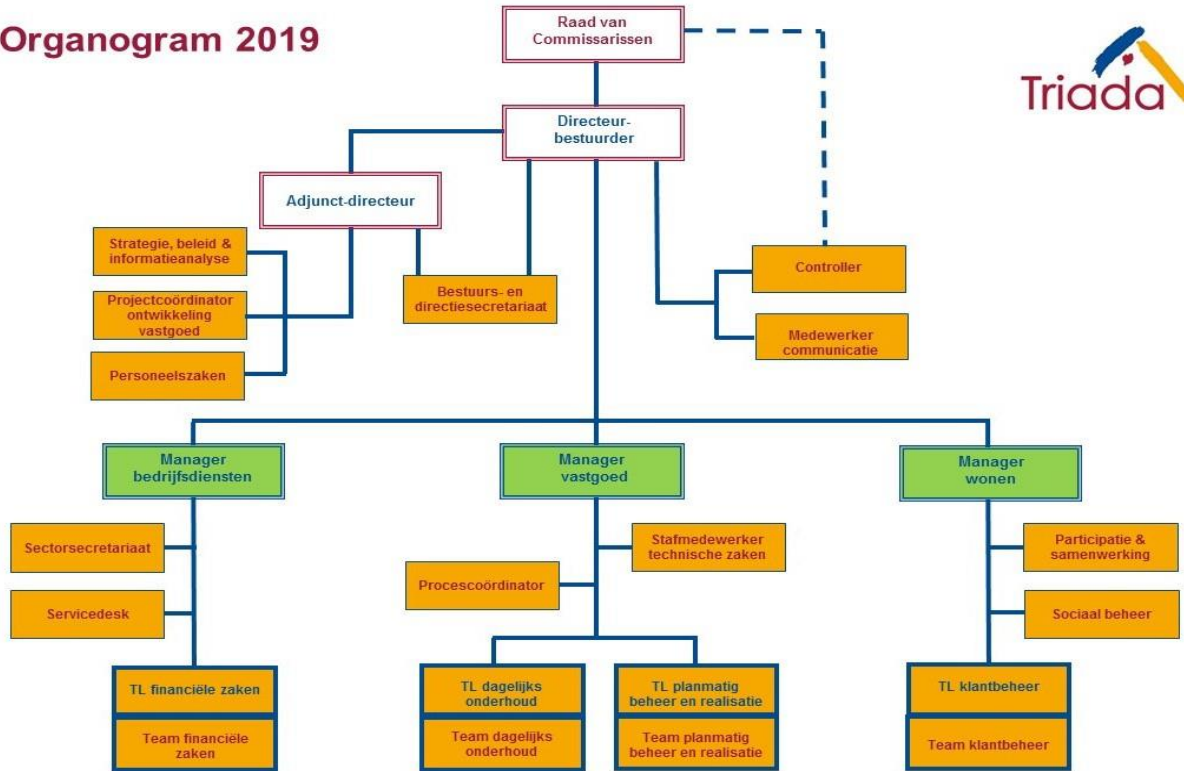 Organogram 2019
Raad van
Commissarissen
Triada
Directeur-
bestuurder
Adjunct-directeur
Strategie, beleid &
informatieanalyse
Projectcoördinator
ontwikkeling
vastgoed
Personeelszaken
Bestuurs- en
directiesecretariaat
Controller
Medewerker
communicatie
Manager
bedrijfsdiensten
Manager
vastgoed
Manager
wonen
Sectorsecretariaat
Servicedesk
Stafmedewerker
technische zaken
Procescoördinator
Participatie &
samenwerking
Sociaal beheer
TL financiële zaken
Team financiële
zaken
TL dagelijks
onderhoud
Team dagelijks
onderhoud
TL planmatig
beheer en realisatie
Team planmatig
beheer en realisatie
TL klantbeheer
Team klantbeheer